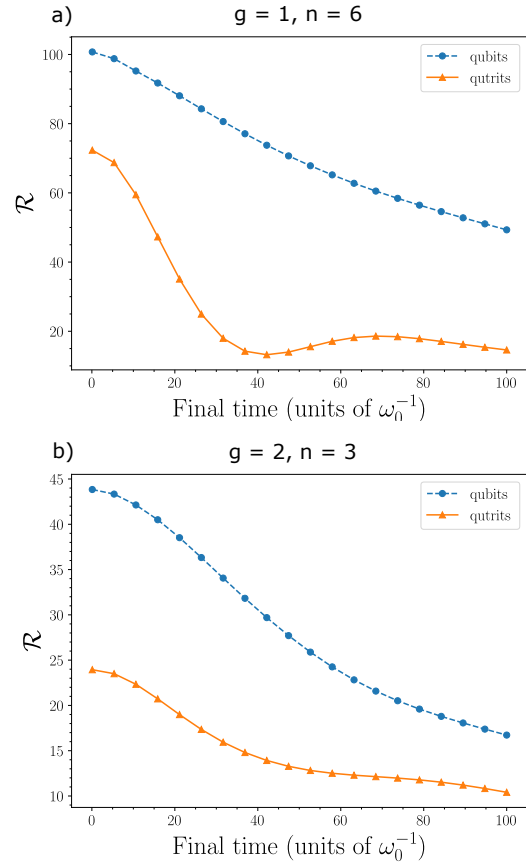 a)
g = 1, n = 6
100
80
60
40
20
ℛ
qubits
qutrits
0 20 40 60 80 100
Final time (units of ω₀⁻¹)
b)
g = 2, n = 3
45
40
35
30
25
20
15
10
ℛ
qubits
qutrits
0 20 40 60 80 100
Final time (units of ω₀⁻¹)